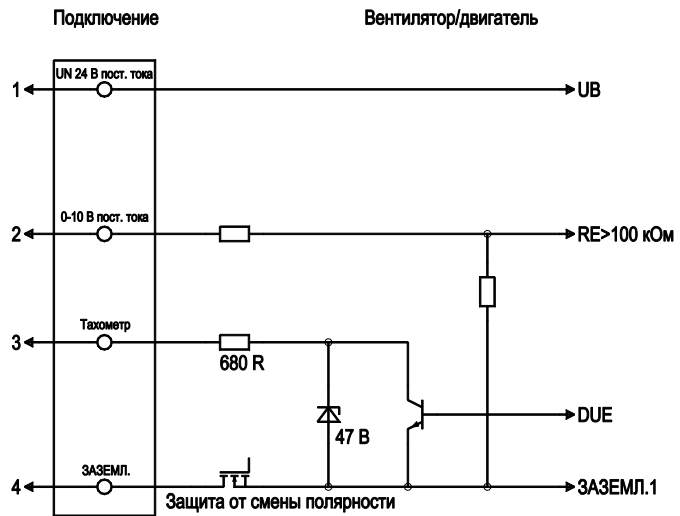 Подключение
Вентилятор/двигатель
UN 24 В пост. тока
1
UB
0-10 В пост. тока
2
RE>100 кОм
Тахометр
3
680 R
47 В
DUE
ЗАЗЕМЛ.
4
ЗАЗЕМЛ.1
Защита от смены полярности